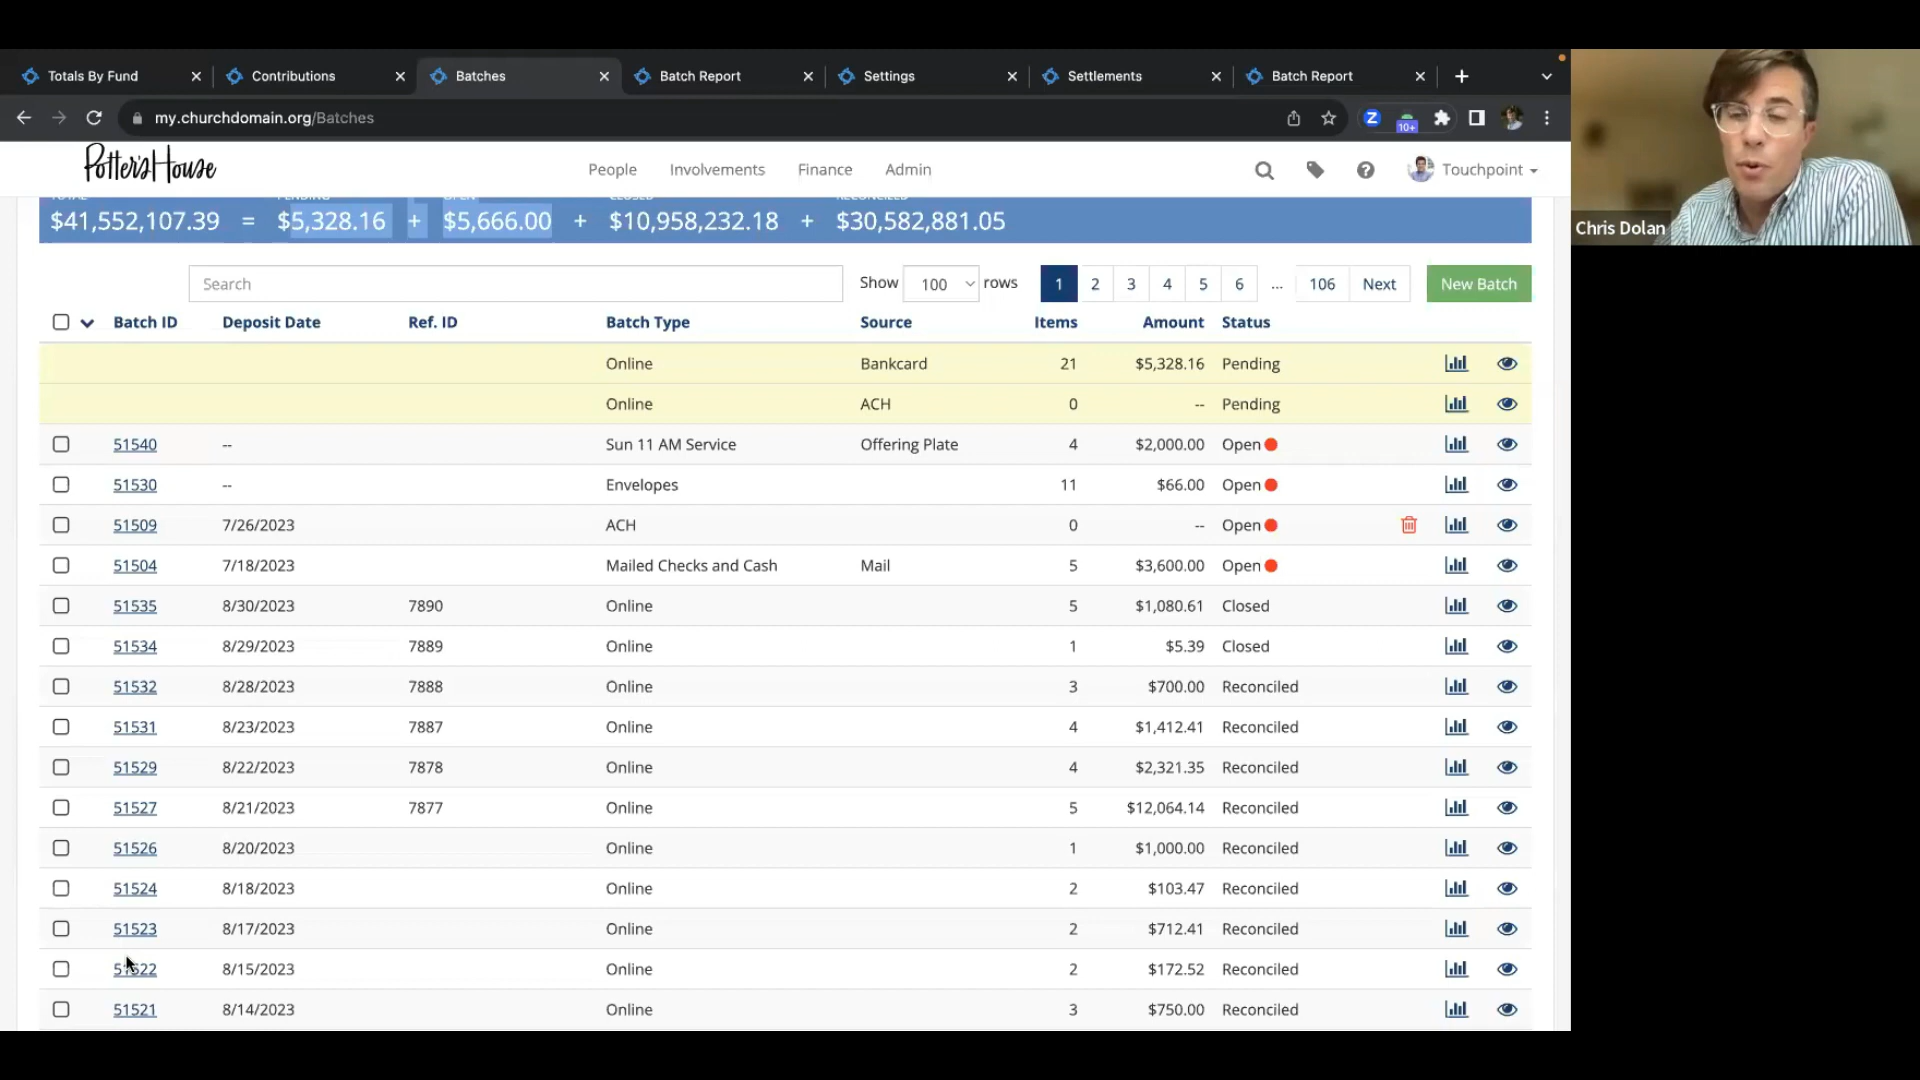 Totals By Fund
Contributions
Batches
Batch Report
Settings
Settlements
Batch Report
my.churchdomain.org/Batches
10+
Potter's House
People
Involvements
Finance
Admin
Touchpoint
Chris Dolan
$41,552,107.39 = $5,328.16 + $5,666.00 + $10,958,232.18 + $30,582,881.05
Search
Show 100 rows
1 2 3 4 5 6 ... 106 Next
New Batch
Batch ID Deposit Date Ref. ID Batch Type Source Items Amount Status
Online Bankcard 21 $5,328.16 Pending
Online ACH 0 -- Pending
51540 -- Sun 11 AM Service Offering Plate 4 $2,000.00 Open
51530 -- Envelopes 11 $66.00 Open
51509 7/26/2023 ACH 0 -- Open
51504 7/18/2023 Mailed Checks and Cash Mail 5 $3,600.00 Open
51535 8/30/2023 7890 Online 5 $1,080.61 Closed
51534 8/29/2023 7889 Online 1 $5.39 Closed
51532 8/28/2023 7888 Online 3 $700.00 Reconciled
51531 8/23/2023 7887 Online 4 $1,412.41 Reconciled
51529 8/22/2023 7878 Online 4 $2,321.35 Reconciled
51527 8/21/2023 7877 Online 5 $12,064.14 Reconciled
51526 8/20/2023 Online 1 $1,000.00 Reconciled
51524 8/18/2023 Online 2 $103.47 Reconciled
51523 8/17/2023 Online 2 $712.41 Reconciled
51522 8/15/2023 Online 2 $172.52 Reconciled
51521 8/14/2023 Online 3 $750.00 Reconciled